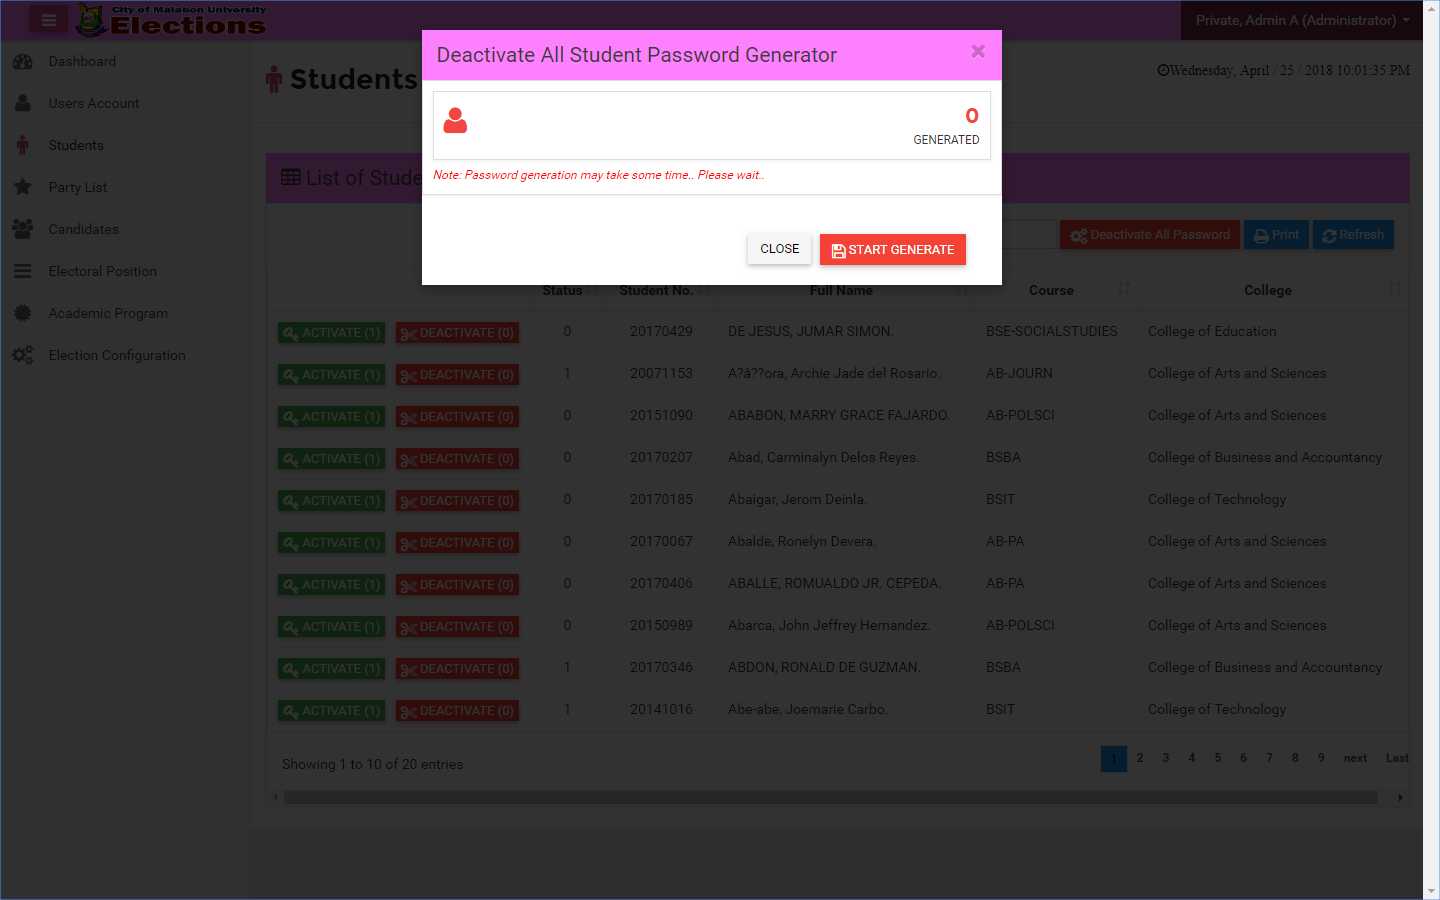 City of Malabon University
Elections
Private, Admin A (Administrator)
Dashboard
Users Account
Students
Party List
Candidates
Electoral Position
Academic Program
Election Configuration
Students
Wednesday, April / 25 / 2018 10:01:35 PM
Deactivate All Student Password Generator
×
0
GENERATED
Note: Password generation may take some time.. Please wait..
CLOSE
START GENERATE
List of Stude
Deactivate All Password
Print
Refresh
Status Student No. Full Name Course College
ACTIVATE (1) DEACTIVATE (0) 0 20170429 DE JESUS, JUMAR SIMON. BSE-SOCIALSTUDIES College of Education
ACTIVATE (1) DEACTIVATE (0) 1 20071153 A?â??ora, Archie Jade del Rosario. AB-JOURN College of Arts and Sciences
ACTIVATE (1) DEACTIVATE (0) 0 20151090 ABABON, MARRY GRACE FAJARDO. AB-POLSCI College of Arts and Sciences
ACTIVATE (1) DEACTIVATE (0) 0 20170207 Abad, Carminalyn Delos Reyes. BSBA College of Business and Accountancy
ACTIVATE (1) DEACTIVATE (0) 0 20170185 Abaigar, Jerom Deinla. BSIT College of Technology
ACTIVATE (1) DEACTIVATE (0) 0 20170067 Abalde, Ronelyn Devera. AB-PA College of Arts and Sciences
ACTIVATE (1) DEACTIVATE (0) 0 20170406 ABALLE, ROMUALDO JR. CEPEDA. AB-PA College of Arts and Sciences
ACTIVATE (1) DEACTIVATE (0) 0 20150989 Abarca, John Jeffrey Hernandez. AB-POLSCI College of Arts and Sciences
ACTIVATE (1) DEACTIVATE (0) 1 20170346 ABDON, RONALD DE GUZMAN. BSBA College of Business and Accountancy
ACTIVATE (1) DEACTIVATE (0) 1 20141016 Abe-abe, Joemarie Carbo. BSIT College of Technology
Showing 1 to 10 of 20 entries
1 2 3 4 5 6 7 8 9 next Last